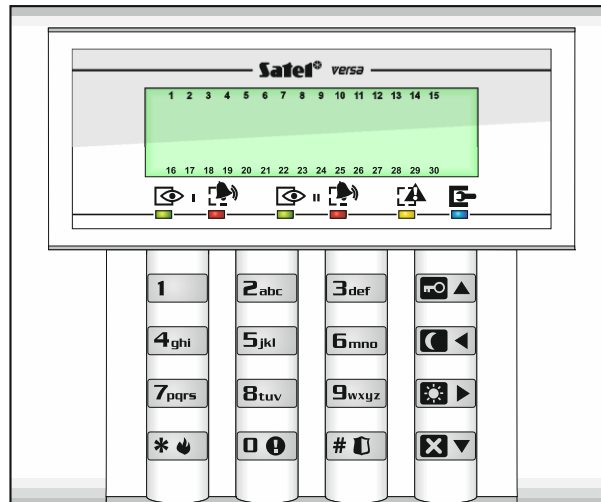 Satel® versa
1 2 3 4 5 6 7 8 9 10 11 12 13 14 15
16 17 18 19 20 21 22 23 24 25 26 27 28 29 30
I II
1 2abc 3def
4ghi 5jkl 6mno
7pqrs 8tuv 9wxyz
* 0 #